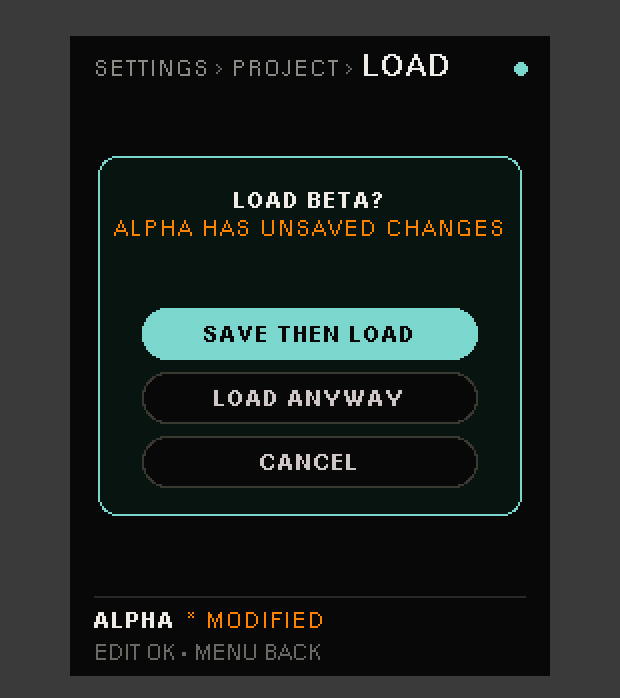 SETTINGS > PROJECT > LOAD
LOAD BETA?
ALPHA HAS UNSAVED CHANGES
SAVE THEN LOAD
LOAD ANYWAY
CANCEL
ALPHA * MODIFIED
EDIT OK • MENU BACK